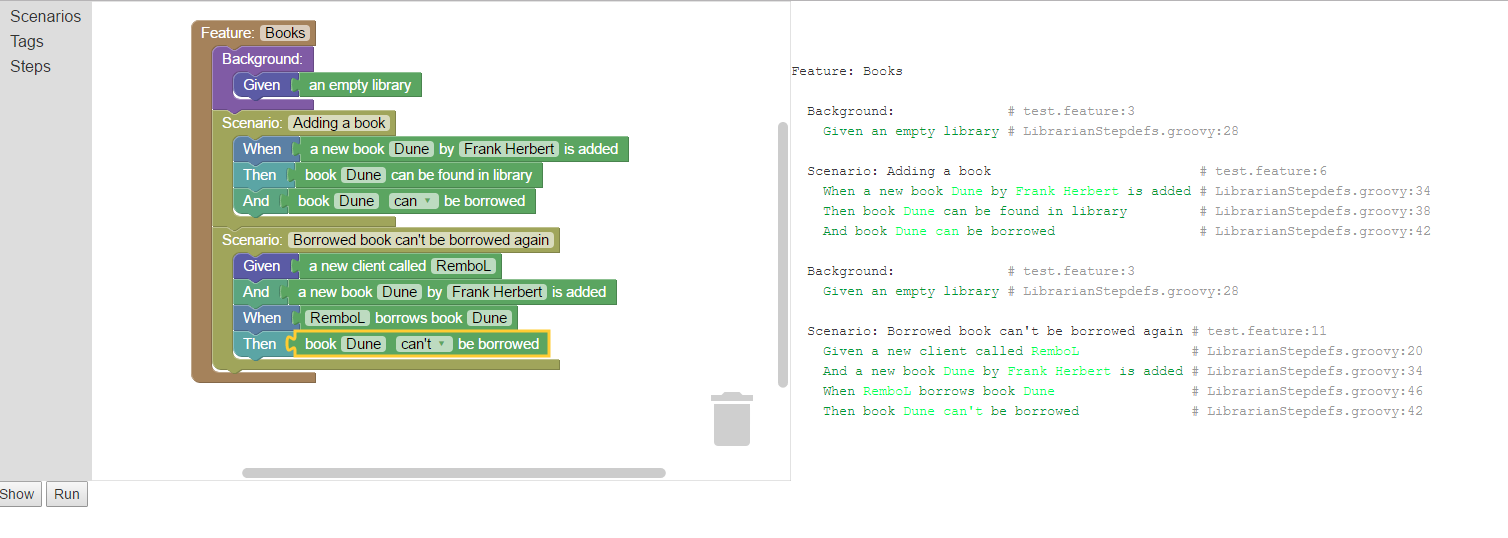 Scenarios
Tags
Steps
Feature: Books
Background:
Given an empty library
Scenario: Adding a book
When a new book Dune by Frank Herbert is added
Then book Dune can be found in library
And book Dune can be borrowed
Scenario: Borrowed book can't be borrowed again
Given a new client called RemboL
And a new book Dune by Frank Herbert is added
When RemboL borrows book Dune
Then book Dune can't be borrowed
Show Run
Feature: Books
Background: # test.feature:3
Given an empty library # LibrarianStepdefs.groovy:28
Scenario: Adding a book # test.feature:6
When a new book Dune by Frank Herbert is added # LibrarianStepdefs.groovy:34
Then book Dune can be found in library # LibrarianStepdefs.groovy:38
And book Dune can be borrowed # LibrarianStepdefs.groovy:42
Background: # test.feature:3
Given an empty library # LibrarianStepdefs.groovy:28
Scenario: Borrowed book can't be borrowed again # test.feature:11
Given a new client called RemboL # LibrarianStepdefs.groovy:20
And a new book Dune by Frank Herbert is added # LibrarianStepdefs.groovy:34
When RemboL borrows book Dune # LibrarianStepdefs.groovy:46
Then book Dune can't be borrowed # LibrarianStepdefs.groovy:42